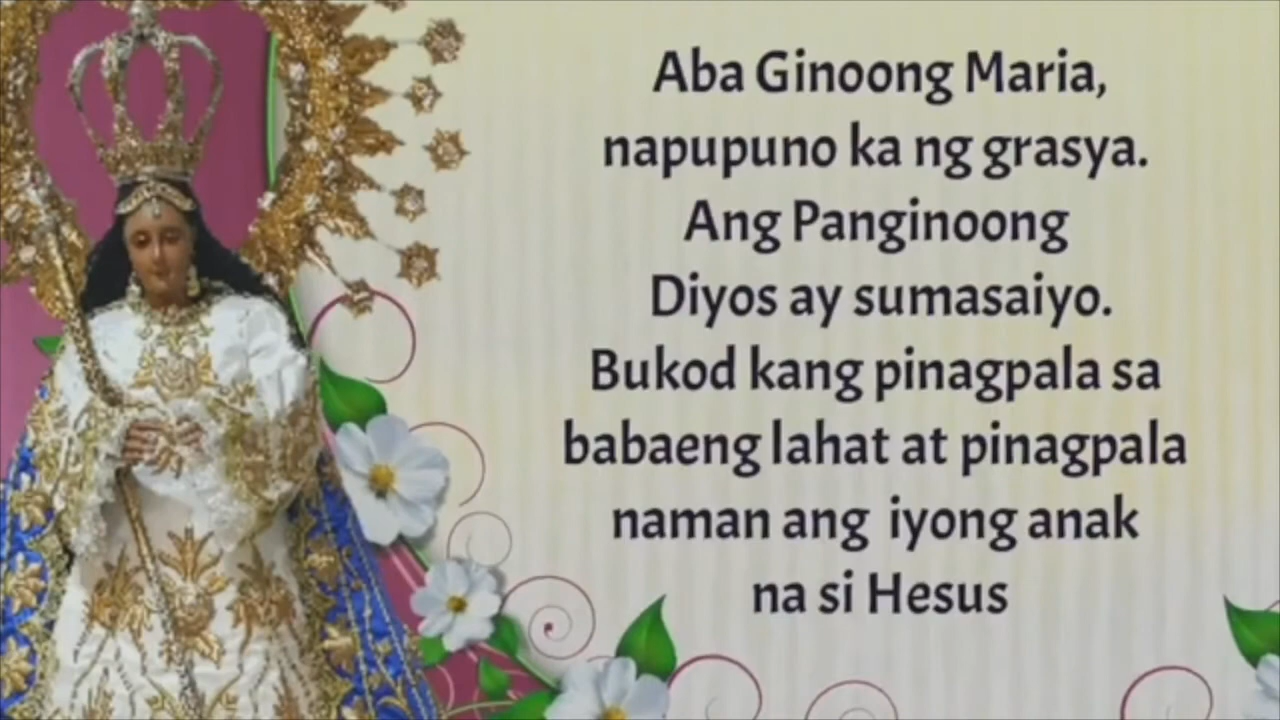 Aba Ginoong Maria,
napupuno ka ng grasya.
Ang Panginoong
Diyos ay sumasaiyo.
Bukod kang pinagpala sa
babaeng lahat at pinagpala
naman ang iyong anak
na si Hesus